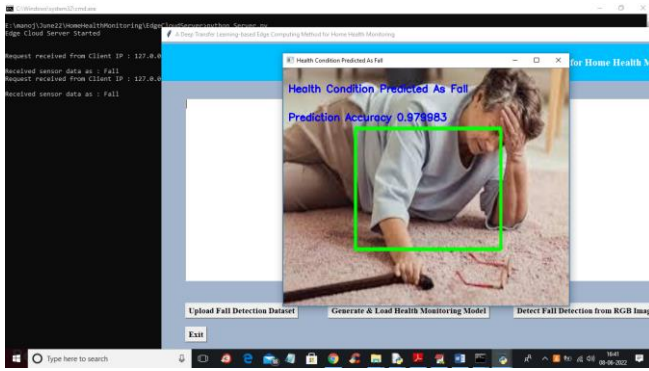 C:\Windows\system32\cmd.exe
E:\manoj\June22\HomeHealthMonitoring\EdgeCloudServer>python Server.py
Edge Cloud Server Started
Request received from Client IP : 127.0.0
Received sensor data as : Fall
Request received from Client IP : 127.0.0
Received sensor data as : Fall
A Deep Transfer Learning-based Edge Computing Method for Home Health Monitoring
for Home Health M
Health Condition Predicted As Fall
Health Condition Predicted As Fall
Prediction Accuracy 0.979983
Upload Fall Detection Dataset
Generate & Load Health Monitoring Model
Detect Fall Detection from RGB Imag
Exit
Type here to search
16:41
08-06-2022